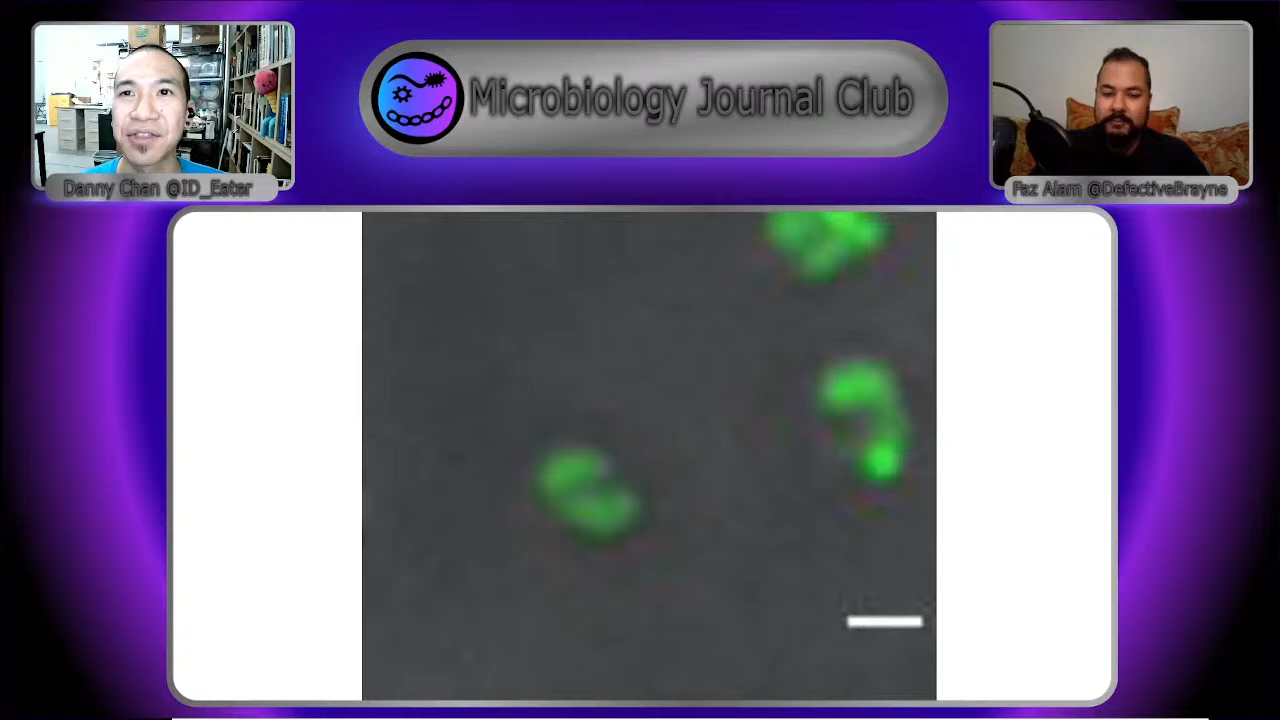 Microbiology Journal Club
Danny Chan @ID_Eater
Faz Alam @DefectiveBrayne